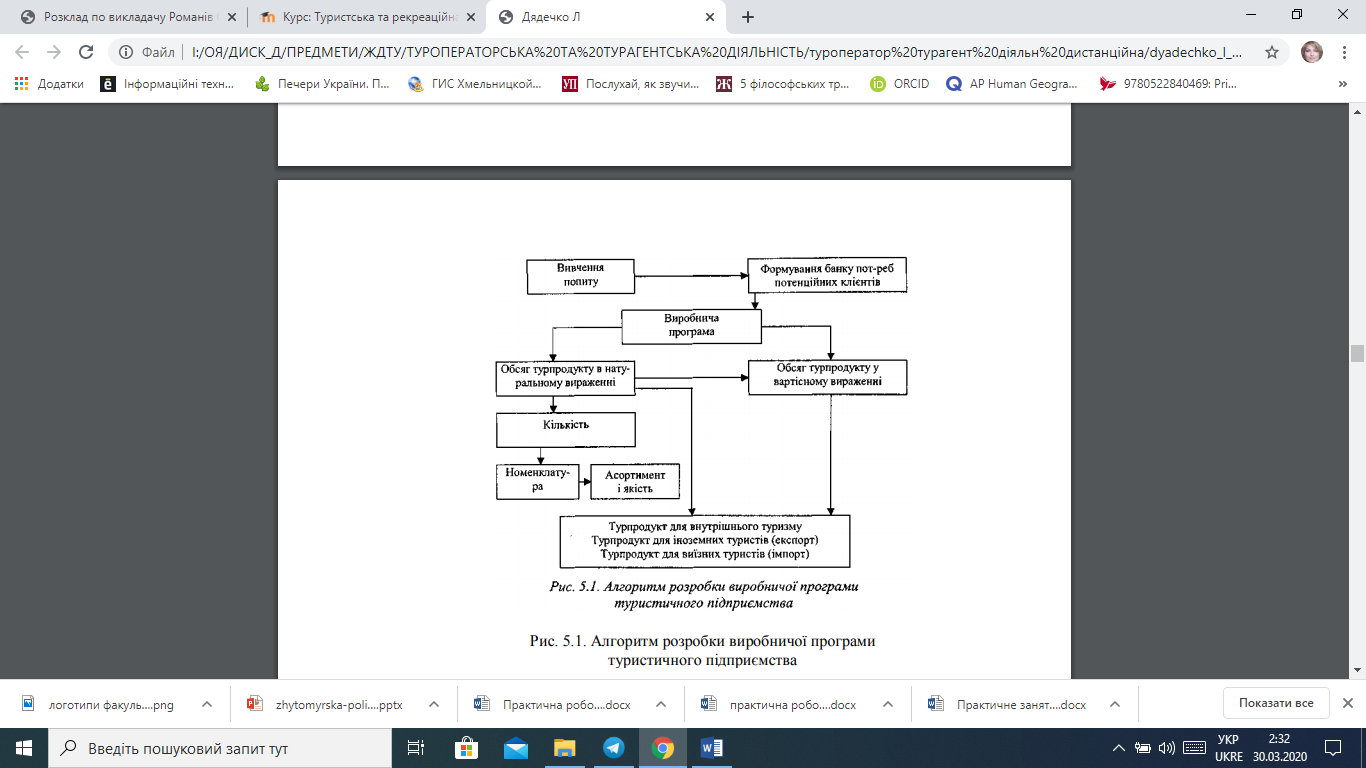 Розклад по викладачу Романів
Курс: Туристська та рекреаційна
Дядечко Л
Файл
I:/ОЯ/ДИСК_Д/ПРЕДМЕТИ/ЖДТУ/ТУРОПЕРАТОРСЬКА%20ТА%20ТУРАГЕНТСЬКА%20ДІЯЛЬНІСТЬ/туроператор%20турагент%20діяльн%20дистанційна/dyadechko_l_...
Додатки
Інформаційні техн...
Печери України. П...
ГИС Хмельницкой...
Послухай, як звучи...
5 філософських тр...
ORCID
AP Human Geogra...
9780522840469: Pri...
Вивчення
попиту
Формування банку пот-реб
потенційних клієнтів
Виробнича
програма
Обсяг турпродукту в нату-
ральному вираженні
Обсяг турпродукту у
вартісному вираженні
Кількість
Номенклату-
ра
Асортимент
і якість
Турпродукт для внутрішнього туризму
Турпродукт для іноземних туристів (експорт)
Турпродукт для виїзних туристів (імпорт)
Рис. 5.1. Алгоритм розробки виробничої програми
туристичного підприємства
Рис. 5.1. Алгоритм розробки виробничої програми
туристичного підприємства
логотипи факуль....png
zhytomyrska-poli....pptx
Практична робо....docx
практична робо....docx
Практичне занят....docx
Показати все
Введіть пошуковий запит тут
УКР
UKRE
2:32
30.03.2020